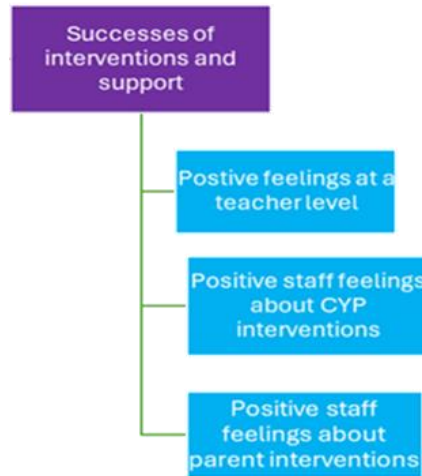 Successes of
interventions and
support
Postive feelings at a
teacher level
Positive staff feelings
about CYP
interventions
Positive staff
feelings about
parent interventions